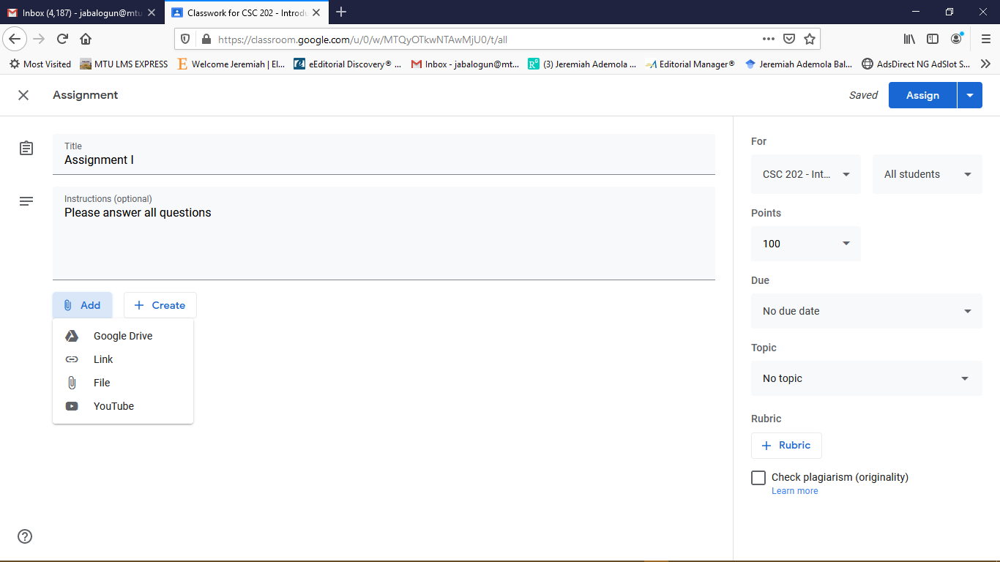 Inbox (4,187) - jabalogun@mtu
Classwork for CSC 202 - Introdu
https://classroom.google.com/u/0/w/MTQyOTkwNTAwMjU0/t/all
Most Visited
MTU LMS EXPRESS
Welcome Jeremiah | El...
eEditorial Discovery® ...
Inbox - jabalogun@mt...
(3) Jeremiah Ademola ...
Editorial Manager®
Jeremiah Ademola Bal...
AdsDirect NG AdSlot S...
Assignment
Saved
Assign
Title
Assignment I
Instructions (optional)
Please answer all questions
Add
Create
Google Drive
Link
File
YouTube
For
CSC 202 - Int...
All students
Points
100
Due
No due date
Topic
No topic
Rubric
Rubric
Check plagiarism (originality)
Learn more